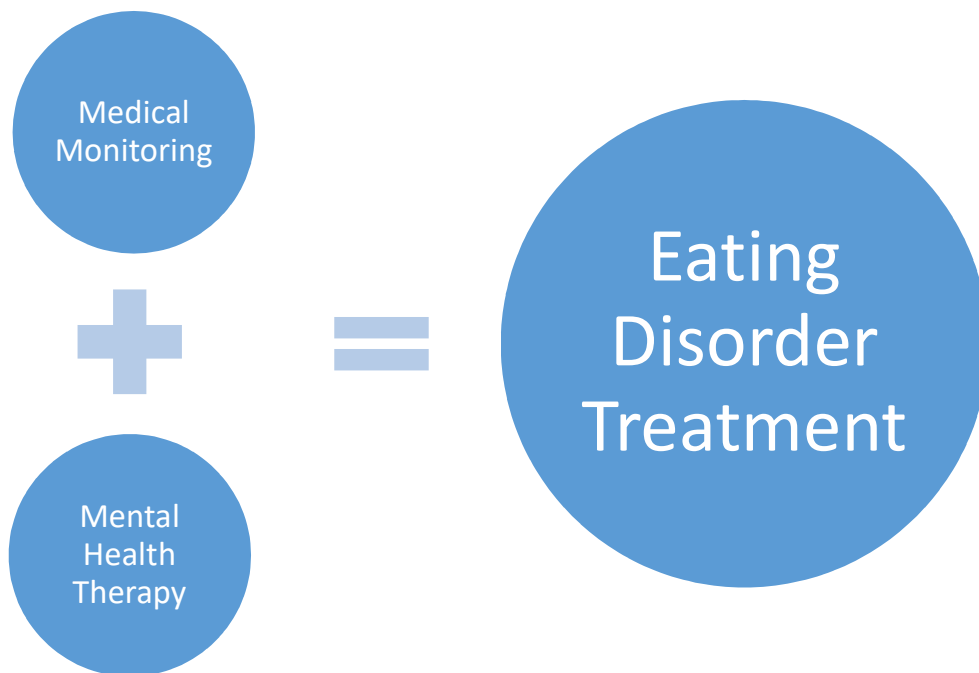 Medical
Monitoring
Mental
Health
Therapy
Eating
Disorder
Treatment